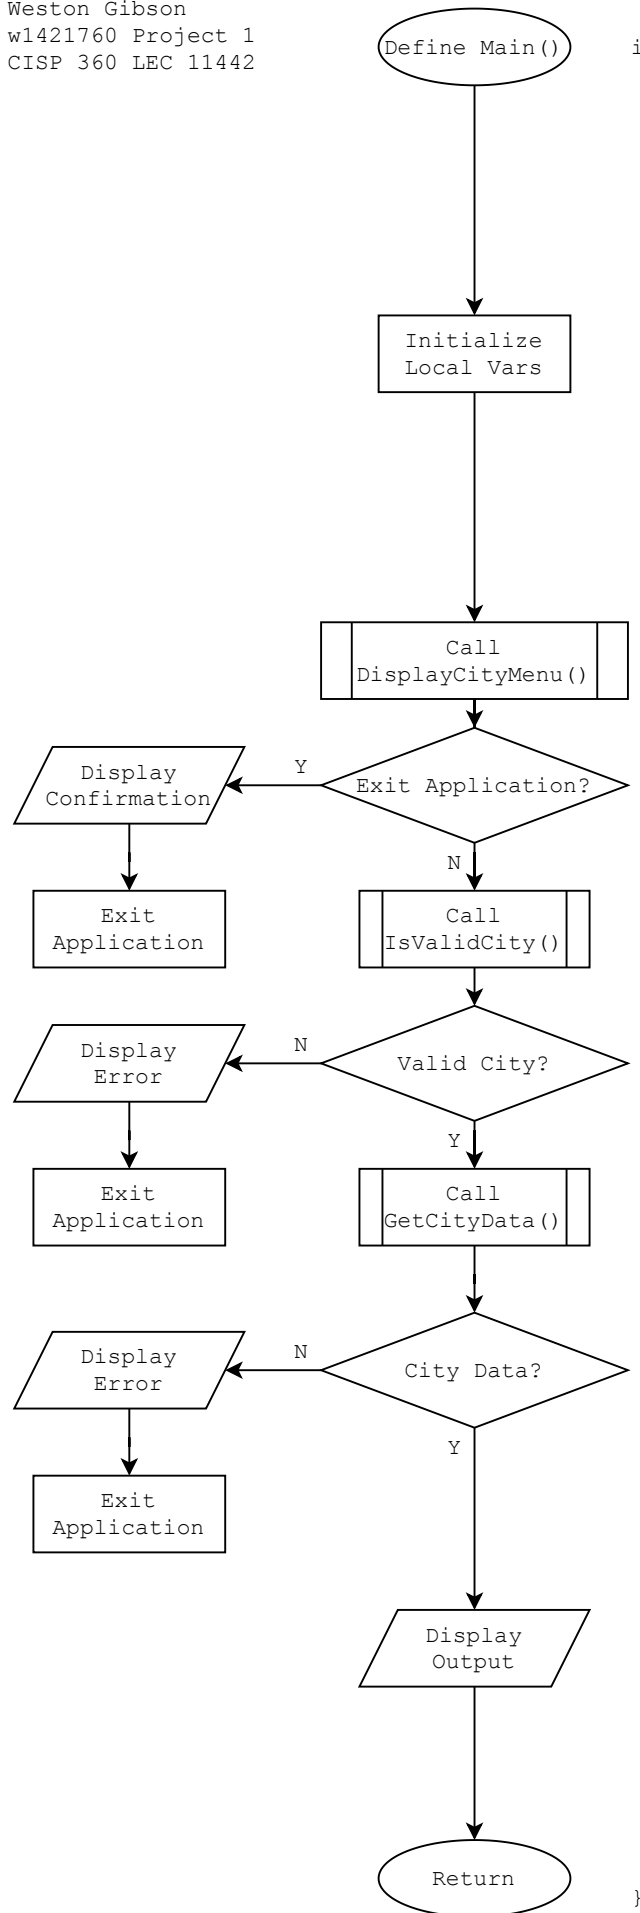 Weston Gibson
w1421760 Project 1
CISP 360 LEC 11442
Define Main()
i
Initialize
Local Vars
Call
DisplayCityMenu()
Exit Application?
Y
Display
Confirmation
Exit
Application
N
Call
IsValidCity()
Valid City?
N
Display
Error
Exit
Application
Y
Call
GetCityData()
City Data?
N
Display
Error
Exit
Application
Y
Display
Output
Return
}